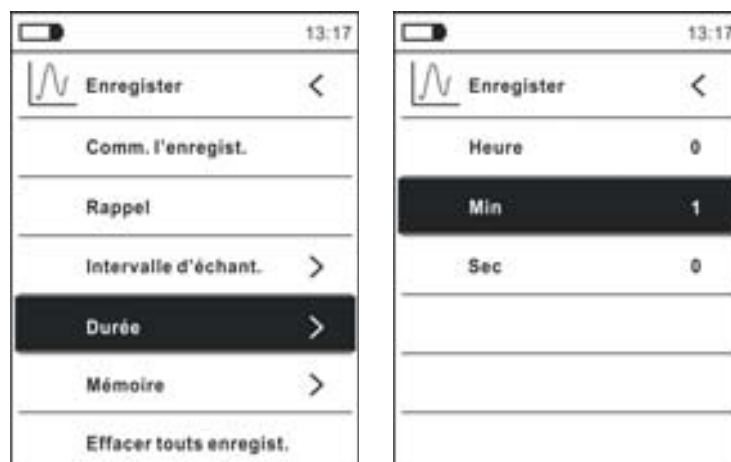 13:17
Enregister
Comm. l'enregist.
Rappel
Intervalle d'échant.
Durée
Mémoire
Effacer touts enregist.
13:17
Enregister
Heure 0
Min 1
Sec 0